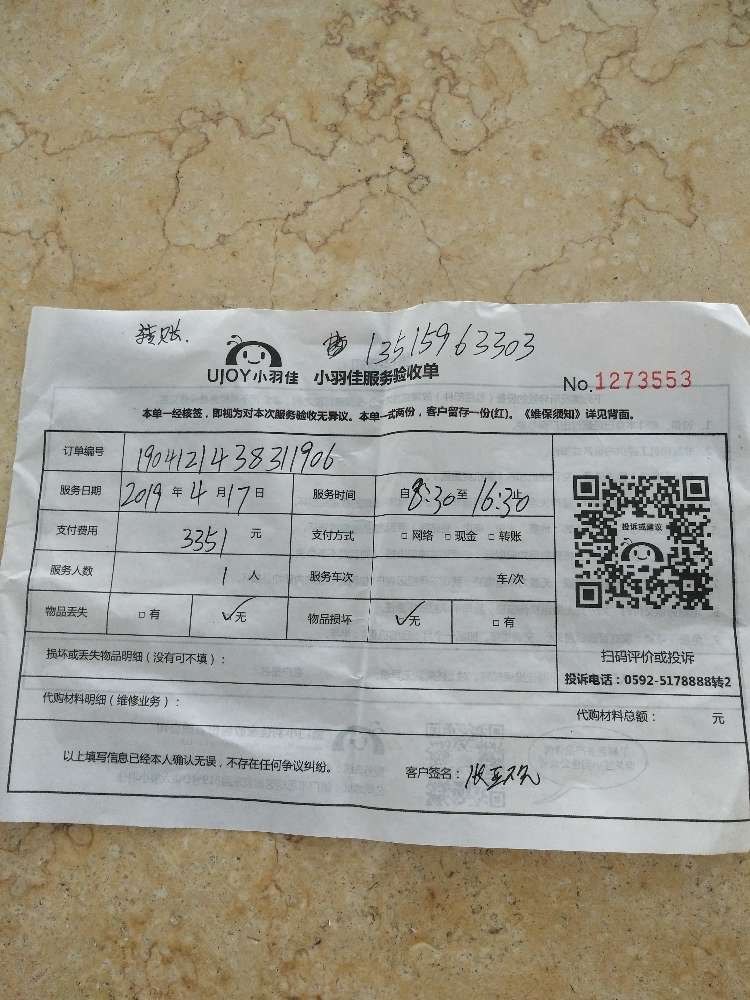 转账. 13515963303
UJOY小羽佳 小羽佳服务验收单 No.1273553
本单一经核签，即视为对本次服务验收无异议。本单一式两份，客户留存一份(红)。《维保须知》详见背面。
订单编号 1904121438311906
服务日期 2019 年 4 月 17 日 服务时间 自 8:30 至 16:30 止
支付费用 3351 元 支付方式 □ 网络 □ 现金 □ 转账
服务人数 1 人 服务车次 车/次
物品丢失 □ 有 ✓无 物品损坏 ✓无 □ 有
投诉或建议
扫码评价或投诉
投诉电话：0592-5178888转2
损坏或丢失物品明细（没有可不填）：
代购材料明细（维修业务）： 代购材料总额： 元
以上填写信息已经本人确认无误，不存在任何争议纠纷。 客户签名：